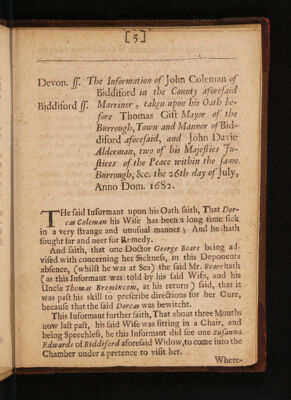 [5]
Devon. ſſ. The Information of John Coleman of
Biddiford in the County aforeſaid
Biddiford ſſ. Marriner, taken upon his Oath be-
fore Thomas Giſt Mayor of the
Burrough, Town and Mannor of Bid-
diford aforeſaid, and John Davie
Alderman, two of his Majeſties Ju-
ſtices of the Peace within the ſame
Burrough, &c. the 26th day of July,
Anno Dom. 1682.
THe ſaid Informant upon his Oath ſaith, That Dor-
cas Coleman his Wife has been a long time ſick
in a very ſtrange and unuſual manner; And he hath
ſought far and neer for Remedy.
And ſaith, that one Doctor George Beare being ad-
viſed with concerning her Sickneſs, in this Deponents
abſence, (whilſt he was at Sea) the ſaid Mr. Beare hath
(as this Informant was told by his ſaid Wife, and his
Uncle Thomas Bremincom, at his return) ſaid, that it
was paſt his skill to preſcribe directions for her Cure,
becauſe that the ſaid Dorcas was bewitcht.
This Informant further ſaith, That about three Months
now laſt paſt, his ſaid Wife was ſitting in a Chair, and
being Speechleſs, he this Informant did ſee one Suſanna
Edwards of Biddiford aforeſaid Widow, to come into the
Chamber under a pretence to viſit her.
Where-